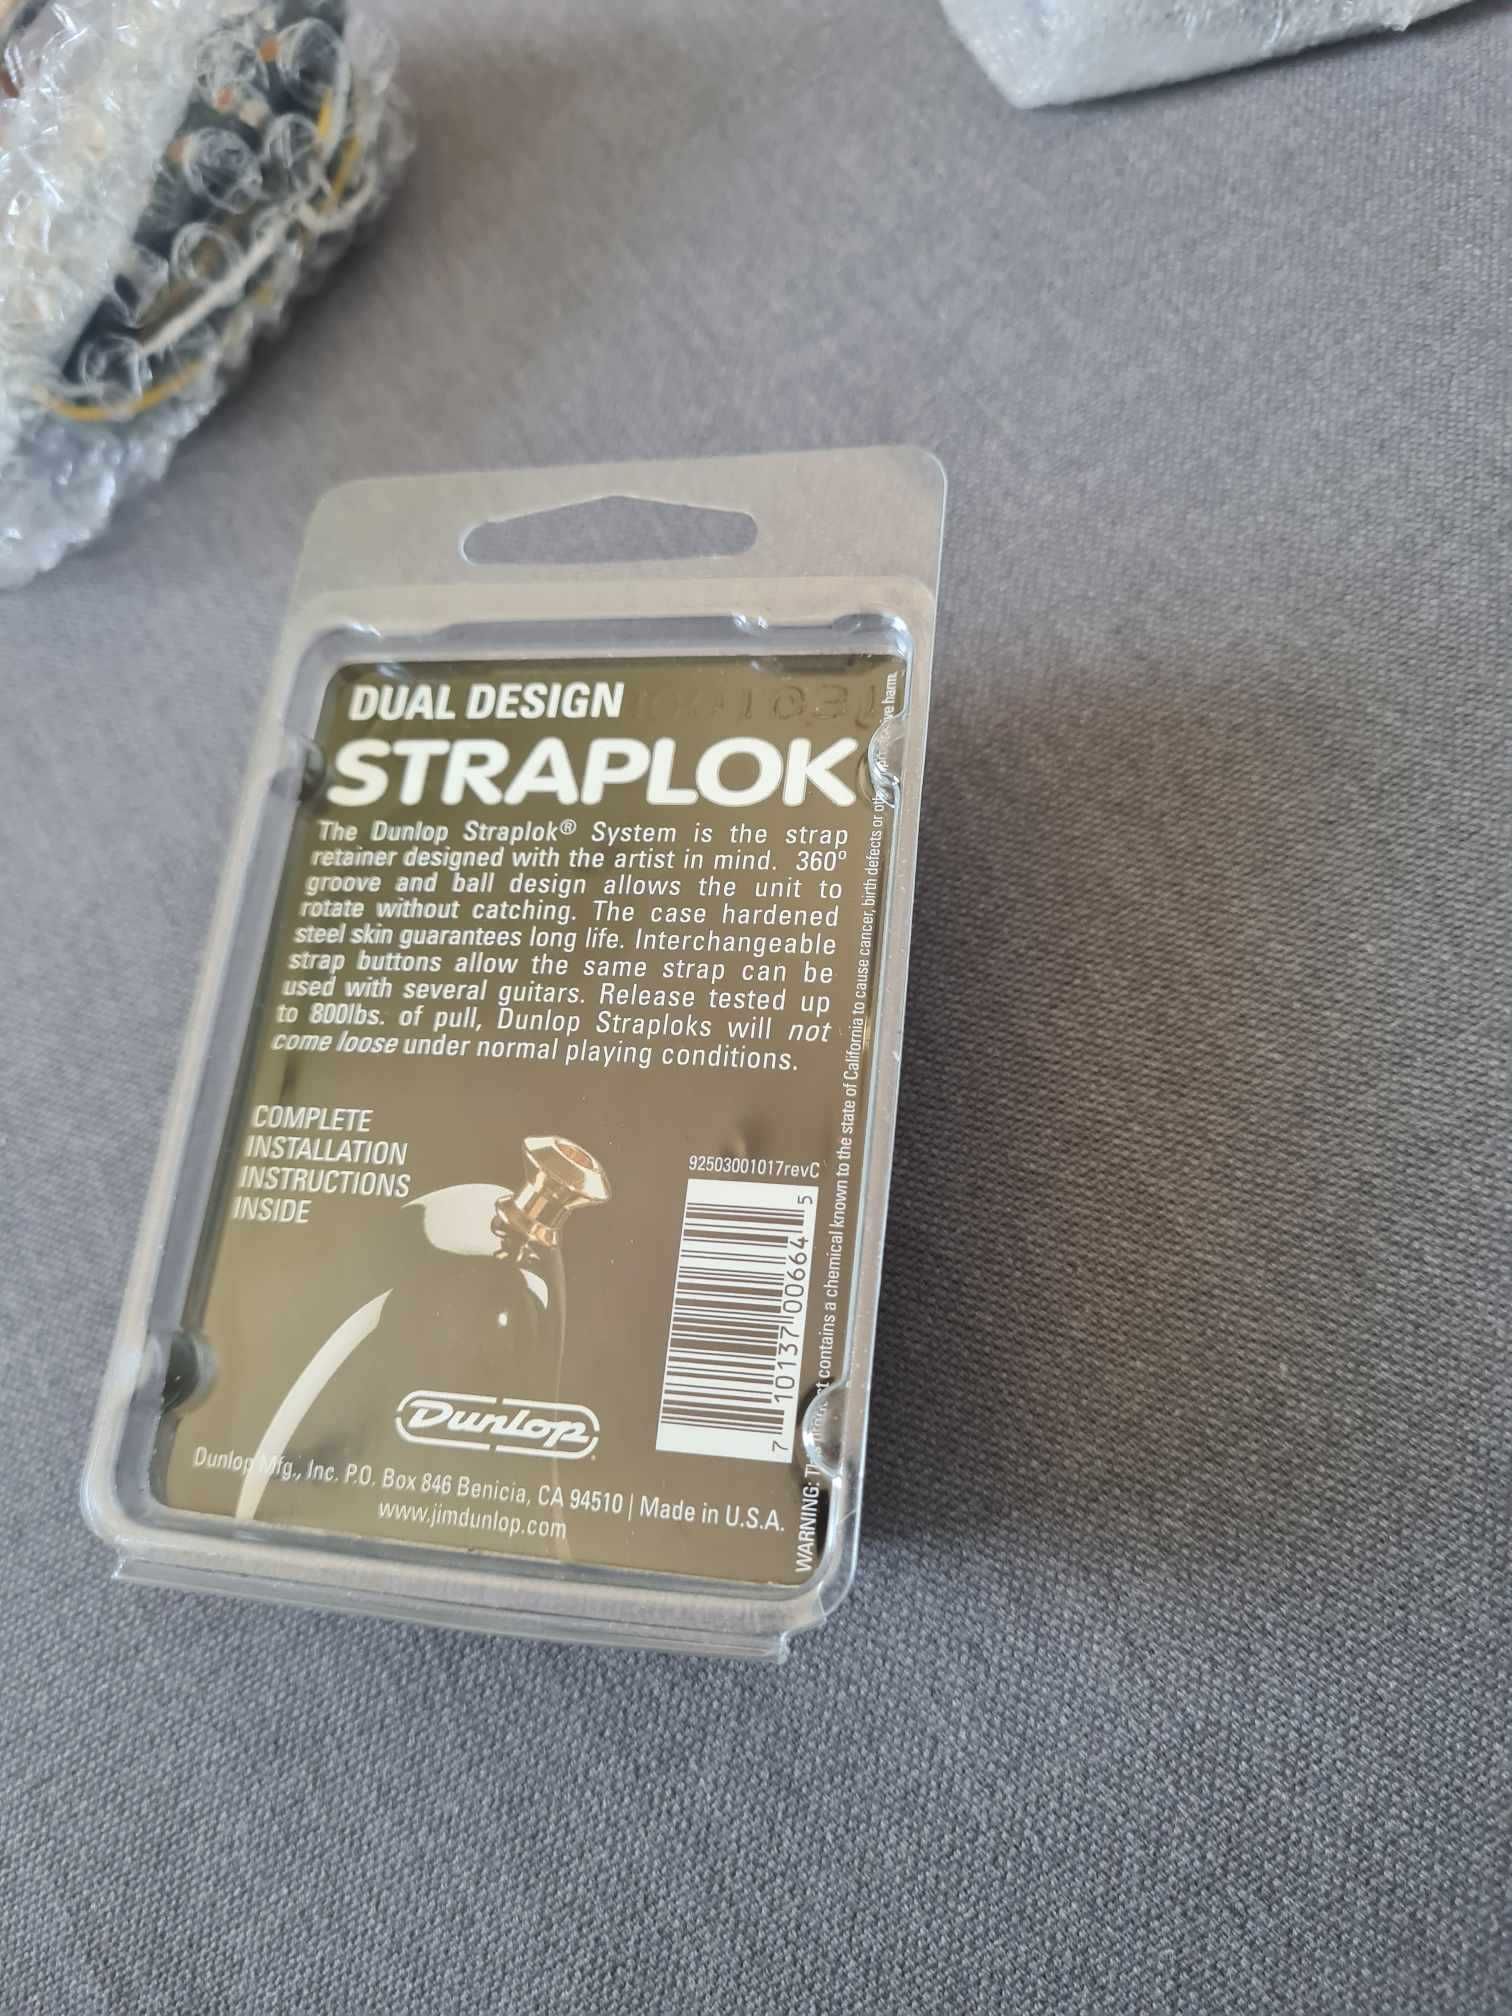 DUAL DESIGN
STRAPLOK
The Dunlop Straplok® System is the strap
retainer designed with the artist in mind. 360º
groove and ball design allows the unit to
rotate without catching. The case hardened
steel skin guarantees long life. Interchangeable
strap buttons allow the same strap can be
used with several guitars. Release tested up
to 800lbs. of pull, Dunlop Straploks will not
come loose under normal playing conditions.
COMPLETE
INSTALLATION
INSTRUCTIONS
INSIDE
92503001017revC
7 10137 00664 5
Dunlop
Dunlop Mfg., Inc. P.O. Box 846 Benicia, CA 94510 | Made in U.S.A.
www.jimdunlop.com
WARNING: contains a chemical known to the state of California to cause cancer, birth defects or harm.